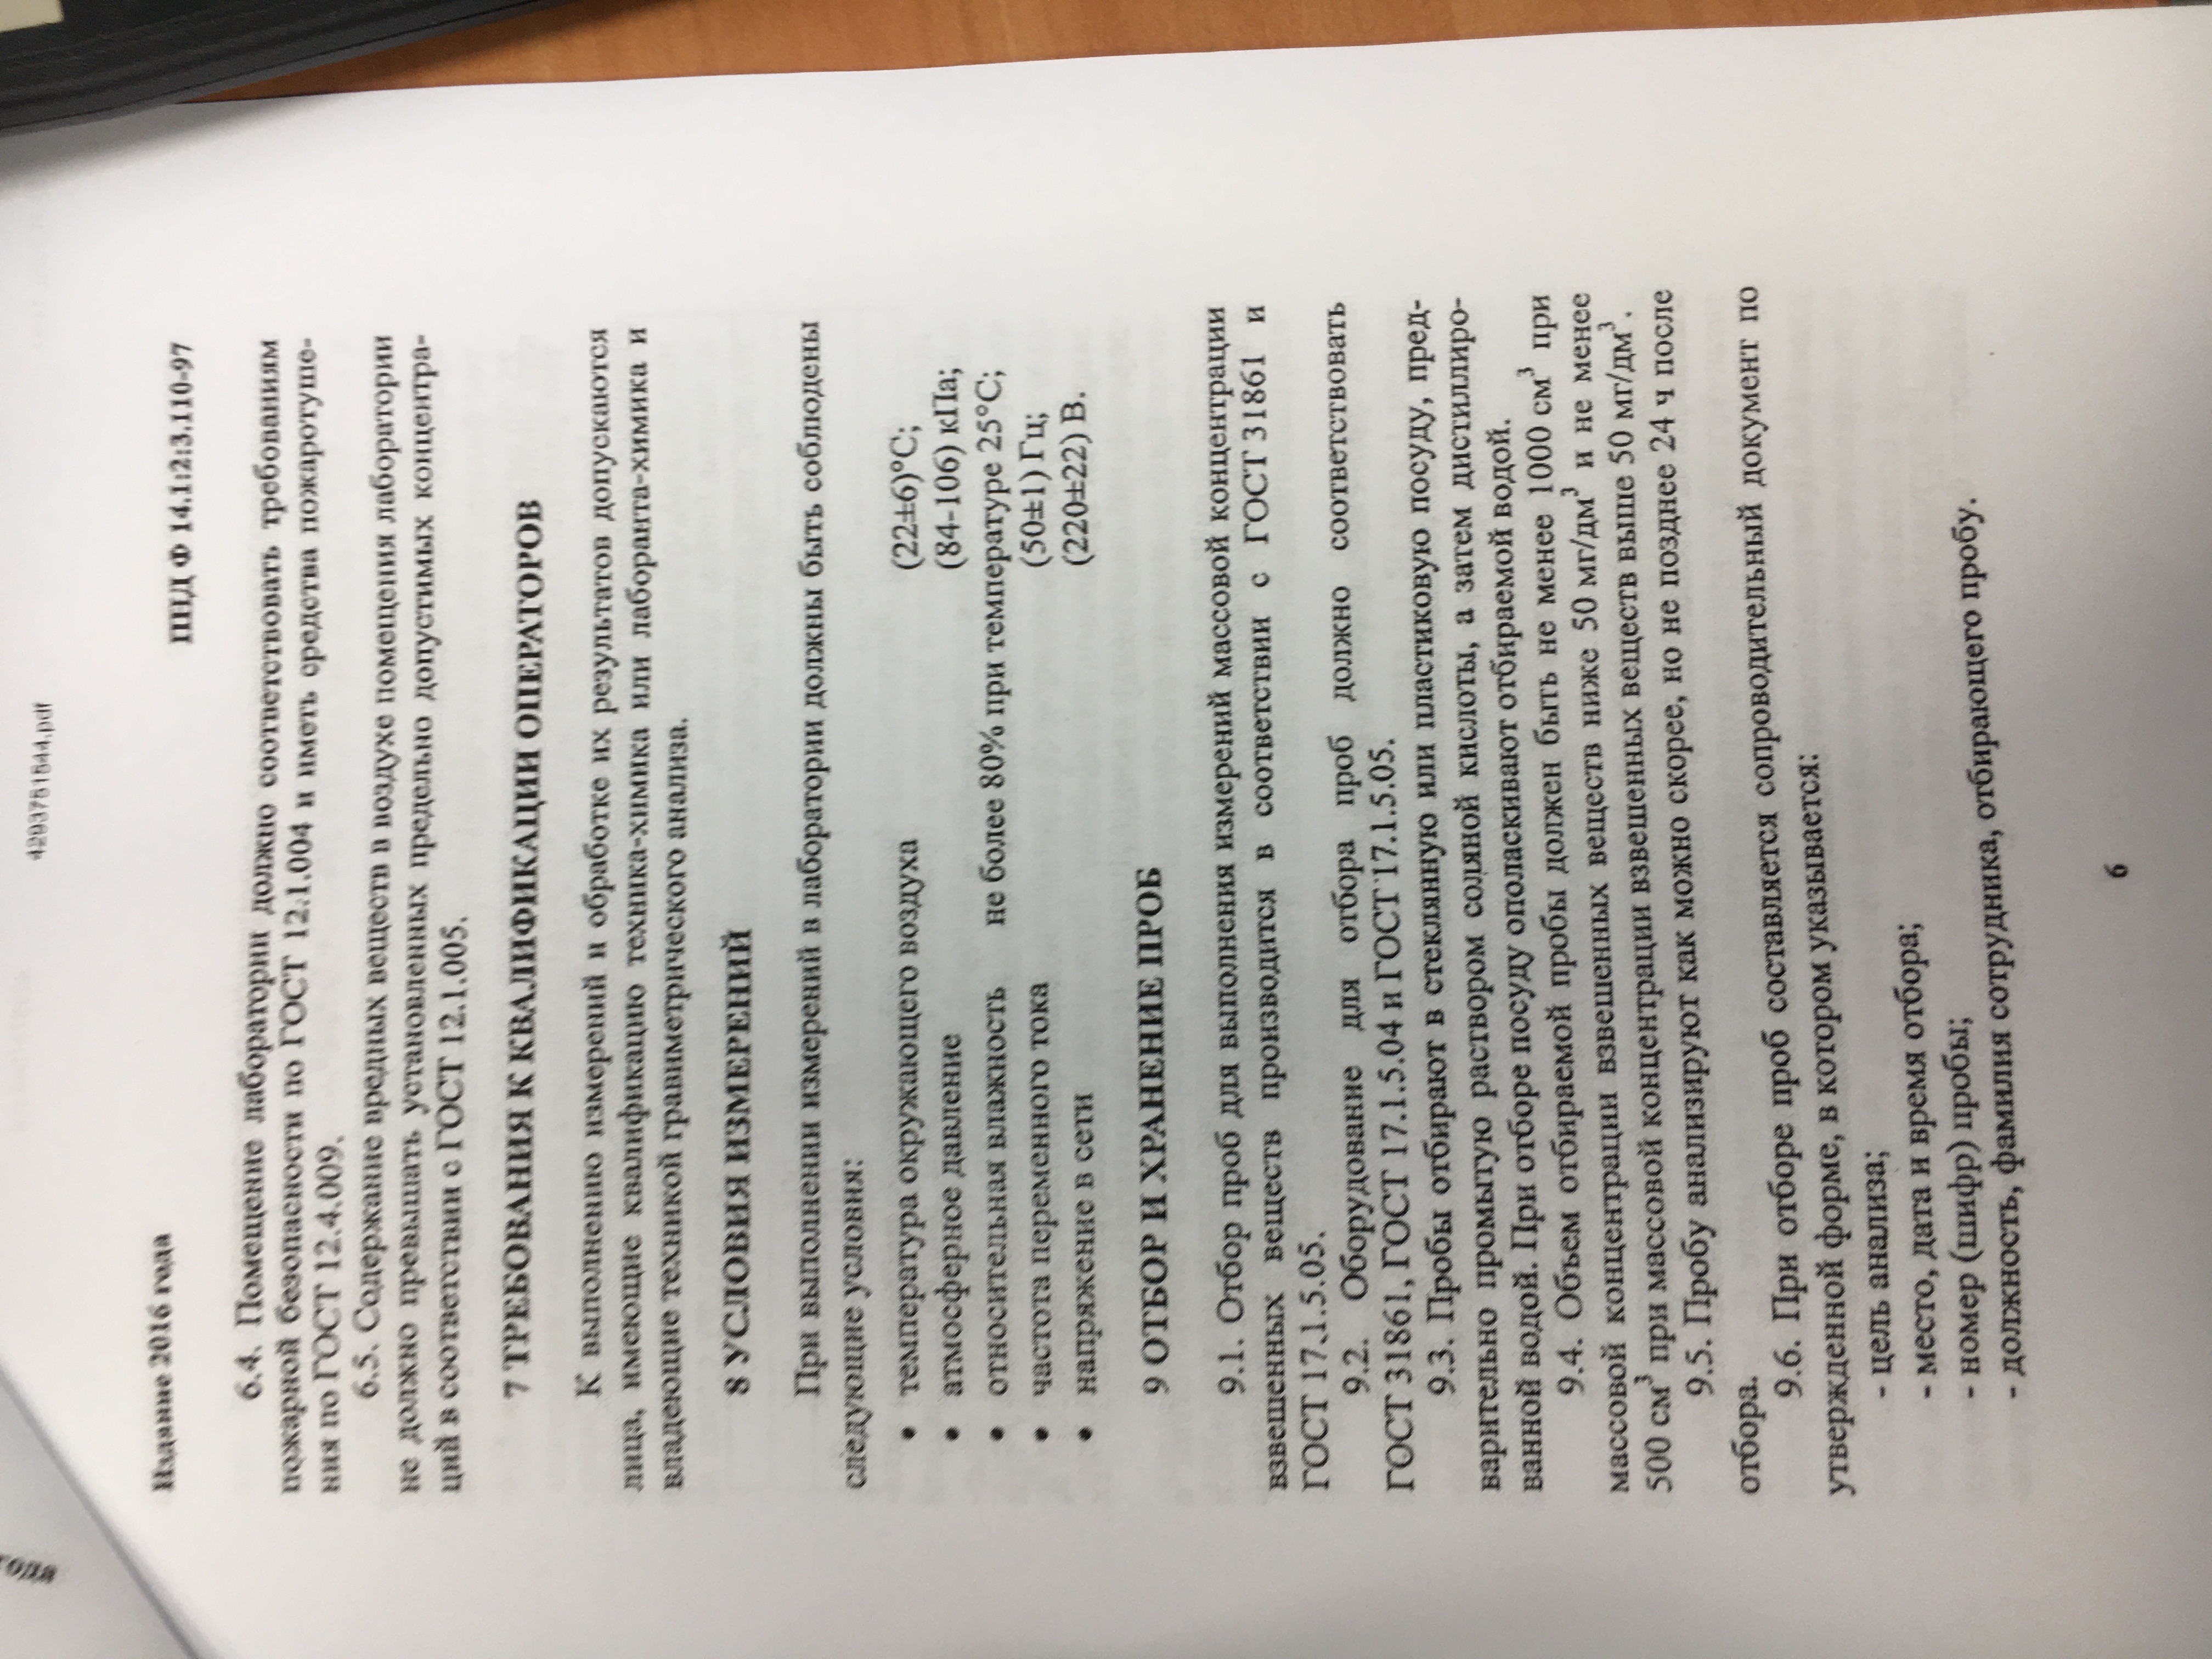 года
4293751544.pdf
Издание 2016 года
ПНД Ф 14.1:2:3.110-97
6.4. Помещение лаборатории должно соответствовать требованиям
пожарной безопасности по ГОСТ 12.1.004 и иметь средства пожаротуше-
ния по ГОСТ 12.4.009.
6.5. Содержание вредных веществ в воздухе помещения лаборатории
не должно превышать установленных предельно допустимых концентра-
ций в соответствии с ГОСТ 12.1.005.
7 ТРЕБОВАНИЯ К КВАЛИФИКАЦИИ ОПЕРАТОРОВ
К выполнению измерений и обработке их результатов допускаются
лица, имеющие квалификацию техника-химика или лаборанта-химика и
владеющие техникой гравиметрического анализа.
8 УСЛОВИЯ ИЗМЕРЕНИЙ
При выполнении измерений в лаборатории должны быть соблюдены
следующие условия:
• температура окружающего воздуха (22±6)°С;
• атмосферное давление (84-106) кПа;
• относительная влажность не более 80% при температуре 25°С;
• частота переменного тока (50±1) Гц;
• напряжение в сети (220±22) В.
9 ОТБОР И ХРАНЕНИЕ ПРОБ
9.1. Отбор проб для выполнения измерений массовой концентрации
взвешенных веществ производится в соответствии с ГОСТ 31861 и
ГОСТ 17.1.5.05.
9.2. Оборудование для отбора проб должно соответствовать
ГОСТ 31861, ГОСТ 17.1.5.04 и ГОСТ 17.1.5.05.
9.3. Пробы отбирают в стеклянную или пластиковую посуду, пред-
варительно промытую раствором соляной кислоты, а затем дистиллиро-
ванной водой. При отборе посуду ополаскивают отбираемой водой.
9.4. Объем отбираемой пробы должен быть не менее 1000 см³ при
массовой концентрации взвешенных веществ ниже 50 мг/дм³ и не менее
500 см³ при массовой концентрации взвешенных веществ выше 50 мг/дм³.
9.5. Пробу анализируют как можно скорее, но не позднее 24 ч после
отбора.
9.6. При отборе проб составляется сопроводительный документ по
утвержденной форме, в котором указывается:
- цель анализа;
- место, дата и время отбора;
- номер (шифр) пробы;
- должность, фамилия сотрудника, отбирающего пробу.
6